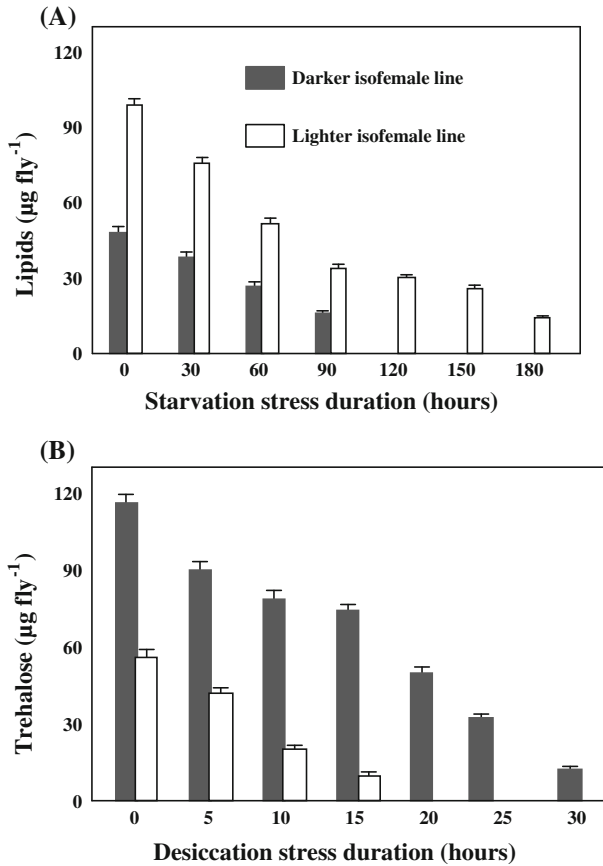 (A)
120
90
60
30
0
Lipids (µg fly⁻¹)
Darker isofemale line
Lighter isofemale line
0 30 60 90 120 150 180
Starvation stress duration (hours)
(B)
120
90
60
30
0
Trehalose (µg fly⁻¹)
0 5 10 15 20 25 30
Desiccation stress duration (hours)